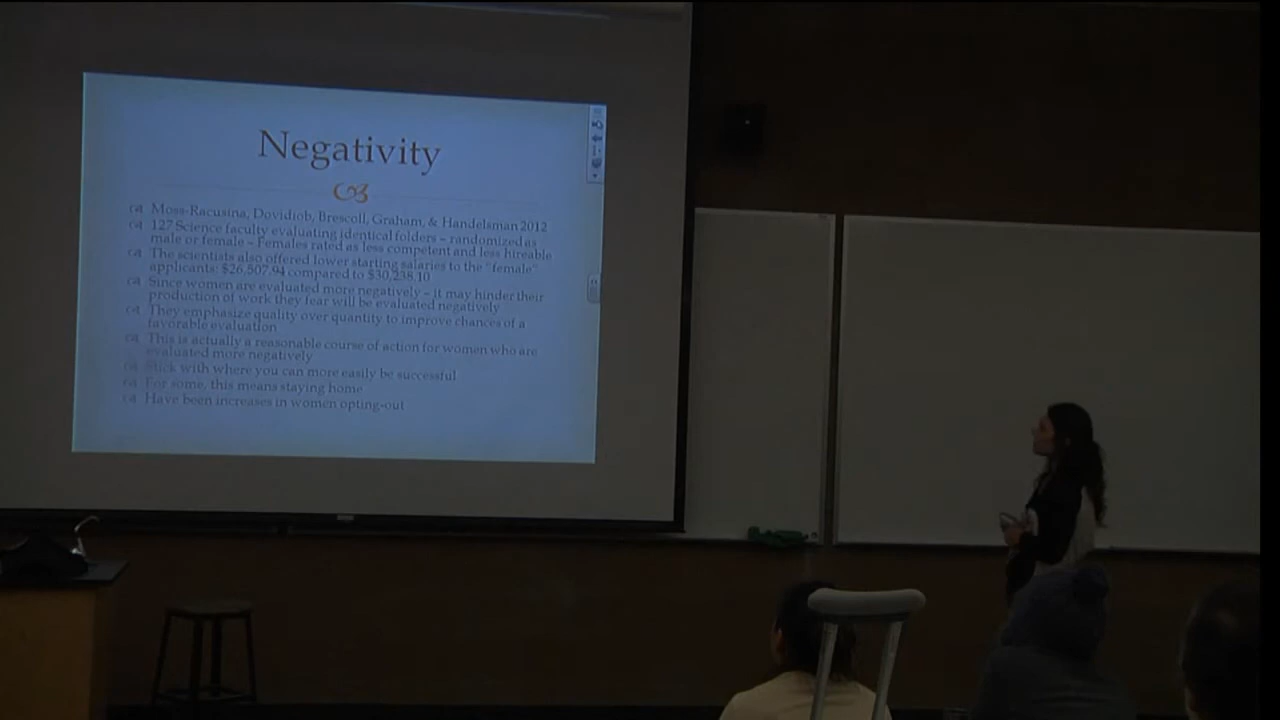 Negativity
Moss-Racusina, Dovidiob, Brescoll, Graham, & Handelsman 2012
127 Science faculty evaluating identical folders – randomized as
male or female – Females rated as less competent and less hireable
The scientists also offered lower starting salaries to the "female"
applicants: $26,507.94 compared to $30,238.10
Since women are evaluated more negatively – it may hinder their
production of work they fear will be evaluated negatively
They emphasize quality over quantity to improve chances of a
favorable evaluation
This is actually a reasonable course of action for women who are
evaluated more negatively
Stick with where you can more easily be successful
For some, this means staying home
Have been increases in women opting-out